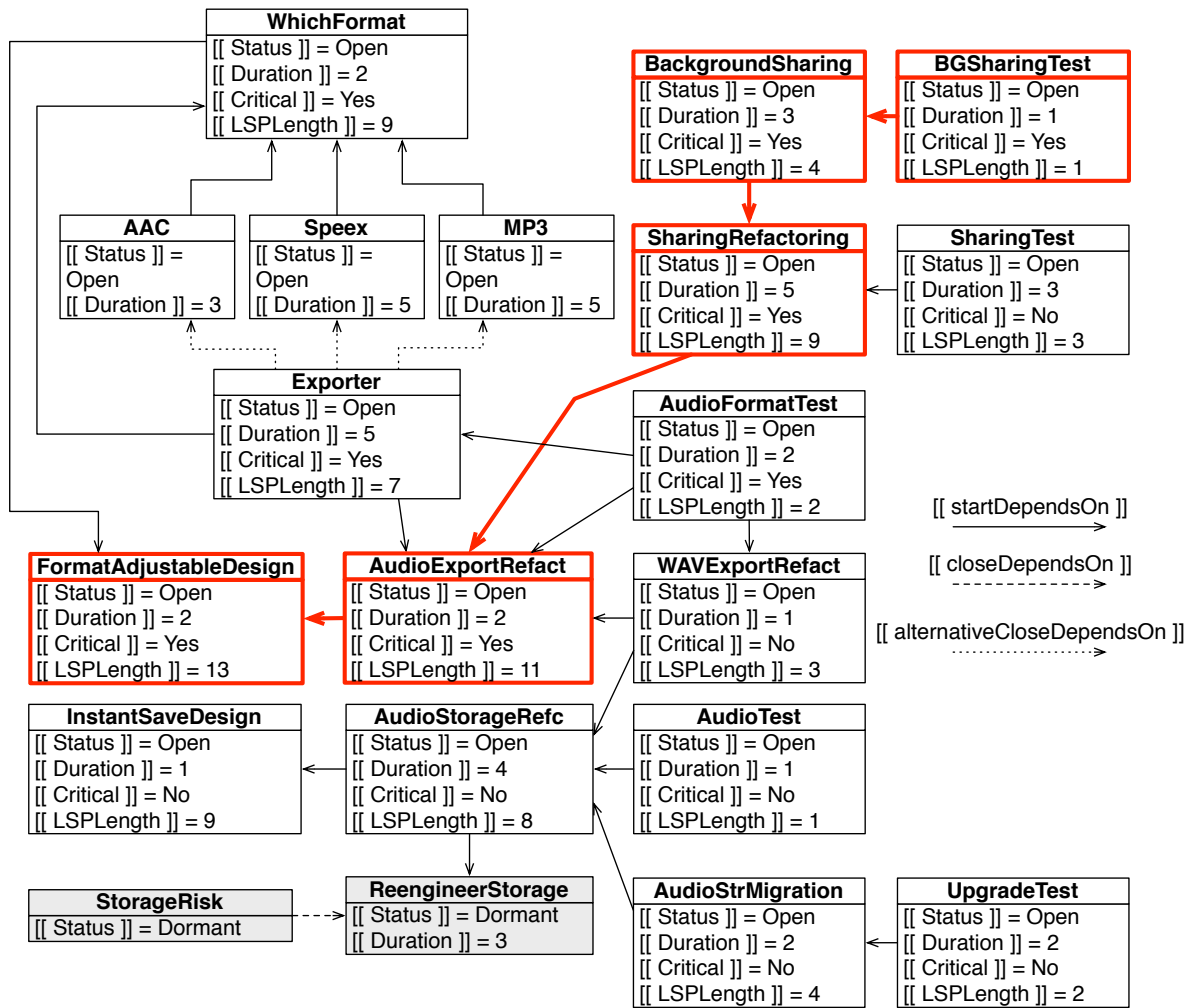 WhichFormat
[[ Status ]] = Open
[[ Duration ]] = 2
[[ Critical ]] = Yes
[[ LSPLength ]] = 9
BackgroundSharing
[[ Status ]] = Open
[[ Duration ]] = 3
[[ Critical ]] = Yes
[[ LSPLength ]] = 4
BGSharingTest
[[ Status ]] = Open
[[ Duration ]] = 1
[[ Critical ]] = Yes
[[ LSPLength ]] = 1
AAC
[[ Status ]] =
Open
[[ Duration ]] = 3
Speex
[[ Status ]] =
Open
[[ Duration ]] = 5
MP3
[[ Status ]] =
Open
[[ Duration ]] = 5
SharingRefactoring
[[ Status ]] = Open
[[ Duration ]] = 5
[[ Critical ]] = Yes
[[ LSPLength ]] = 9
SharingTest
[[ Status ]] = Open
[[ Duration ]] = 3
[[ Critical ]] = No
[[ LSPLength ]] = 3
Exporter
[[ Status ]] = Open
[[ Duration ]] = 5
[[ Critical ]] = Yes
[[ LSPLength ]] = 7
AudioFormatTest
[[ Status ]] = Open
[[ Duration ]] = 2
[[ Critical ]] = Yes
[[ LSPLength ]] = 2
[[ startDependsOn ]]
[[ closeDependsOn ]]
[[ alternativeCloseDependsOn ]]
FormatAdjustableDesign
[[ Status ]] = Open
[[ Duration ]] = 2
[[ Critical ]] = Yes
[[ LSPLength ]] = 13
AudioExportRefact
[[ Status ]] = Open
[[ Duration ]] = 2
[[ Critical ]] = Yes
[[ LSPLength ]] = 11
WAVExportRefact
[[ Status ]] = Open
[[ Duration ]] = 1
[[ Critical ]] = No
[[ LSPLength ]] = 3
InstantSaveDesign
[[ Status ]] = Open
[[ Duration ]] = 1
[[ Critical ]] = No
[[ LSPLength ]] = 9
AudioStorageRefc
[[ Status ]] = Open
[[ Duration ]] = 4
[[ Critical ]] = No
[[ LSPLength ]] = 8
AudioTest
[[ Status ]] = Open
[[ Duration ]] = 1
[[ Critical ]] = No
[[ LSPLength ]] = 1
StorageRisk
[[ Status ]] = Dormant
ReengineerStorage
[[ Status ]] = Dormant
[[ Duration ]] = 3
AudioStrMigration
[[ Status ]] = Open
[[ Duration ]] = 2
[[ Critical ]] = No
[[ LSPLength ]] = 4
UpgradeTest
[[ Status ]] = Open
[[ Duration ]] = 2
[[ Critical ]] = No
[[ LSPLength ]] = 2